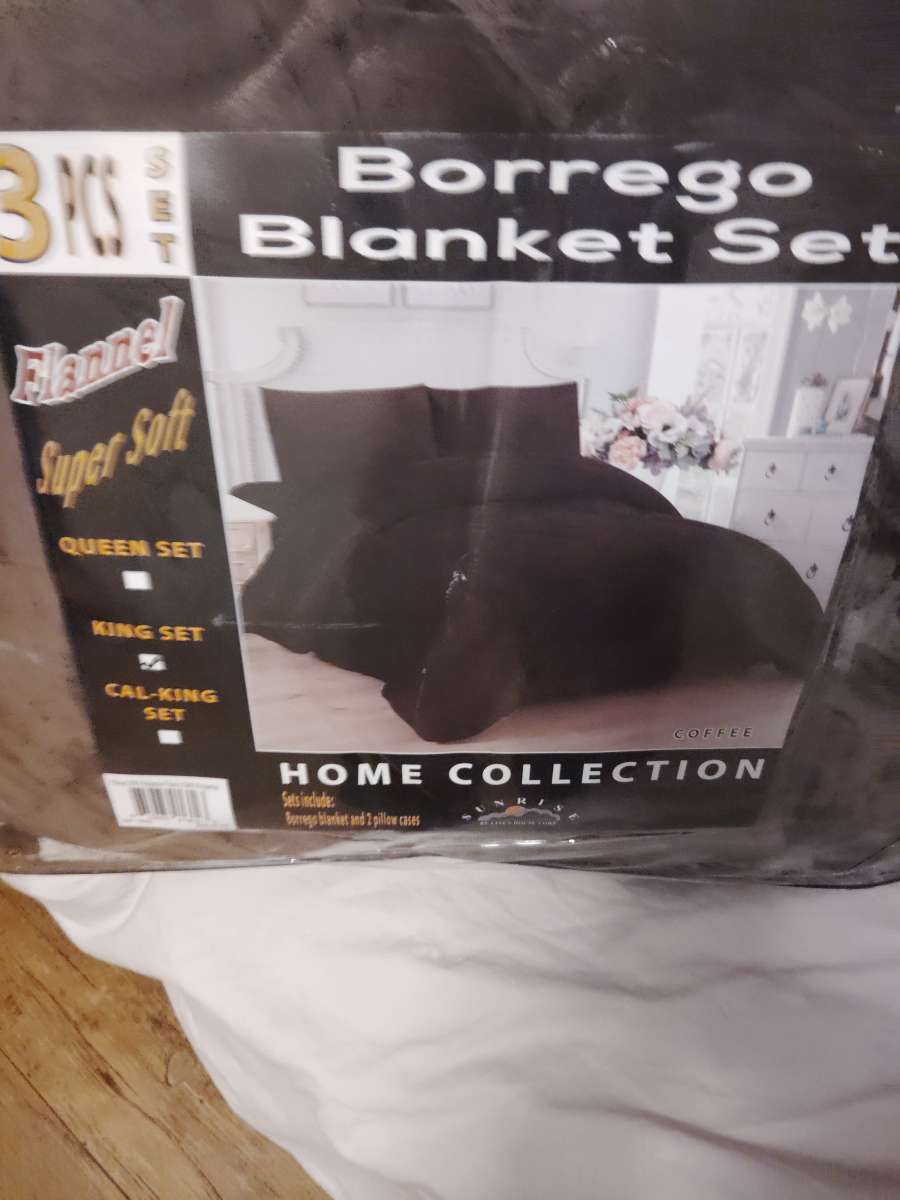 3 PCS SET
Borrego
Blanket Set
Flannel
Super Soft
QUEEN SET
KING SET
CAL-KING
SET
COFFEE
HOME COLLECTION
Sets include:
Borrego blanket and 2 pillow cases
SUNRISE